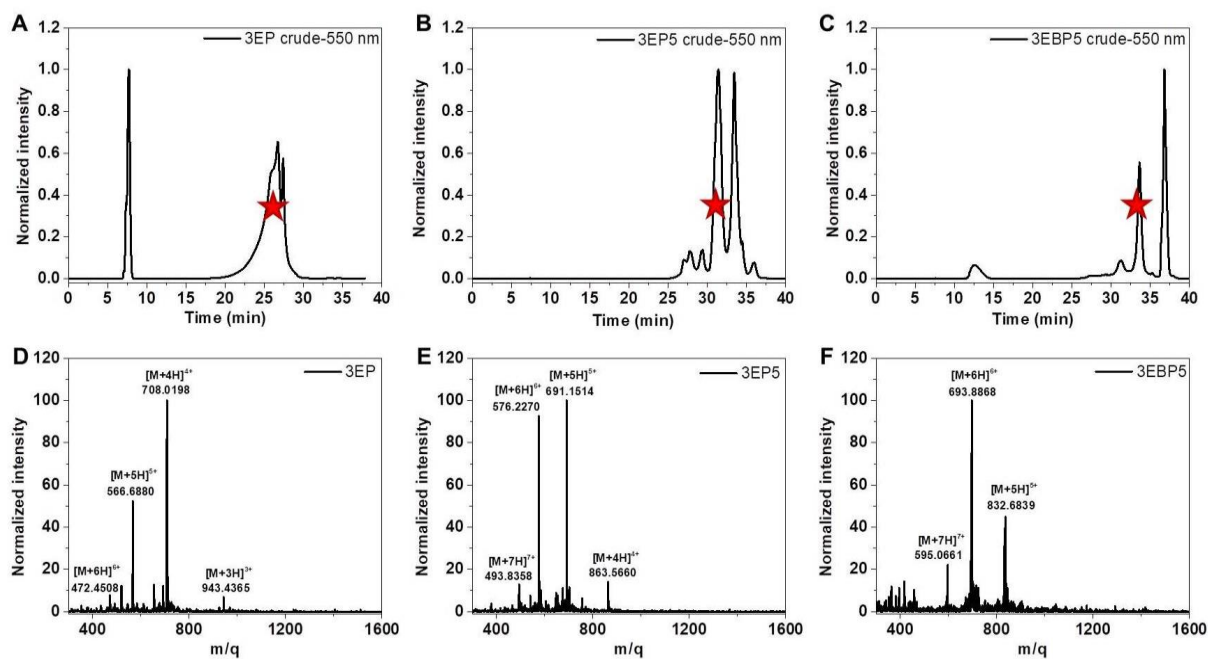 A
3EP crude-550 nm
Normalized intensity
1.2
1.0
0.8
0.6
0.4
0.2
0.0
0 5 10 15 20 25 30 35 40
Time (min)
B
3EP5 crude-550 nm
Normalized intensity
1.2
1.0
0.8
0.6
0.4
0.2
0.0
0 5 10 15 20 25 30 35 40
Time (min)
C
3EBP5 crude-550 nm
Normalized intensity
1.2
1.0
0.8
0.6
0.4
0.2
0.0
0 5 10 15 20 25 30 35 40
Time (min)
D
3EP
Normalized intensity
120
100
80
60
40
20
0
[M+4H]4+
708.0198
[M+5H]5+
566.6880
[M+6H]6+
472.4508
[M+3H]3+
943.4365
400 800 1200 1600
m/q
E
3EP5
Normalized intensity
120
100
80
60
40
20
0
[M+6H]6+
576.2270
[M+5H]5+
691.1514
[M+7H]7+
493.8358
[M+4H]4+
863.5660
400 800 1200 1600
m/q
F
3EBP5
Normalized intensity
120
100
80
60
40
20
0
[M+6H]6+
693.8868
[M+5H]5+
832.6839
[M+7H]7+
595.0661
400 800 1200 1600
m/q